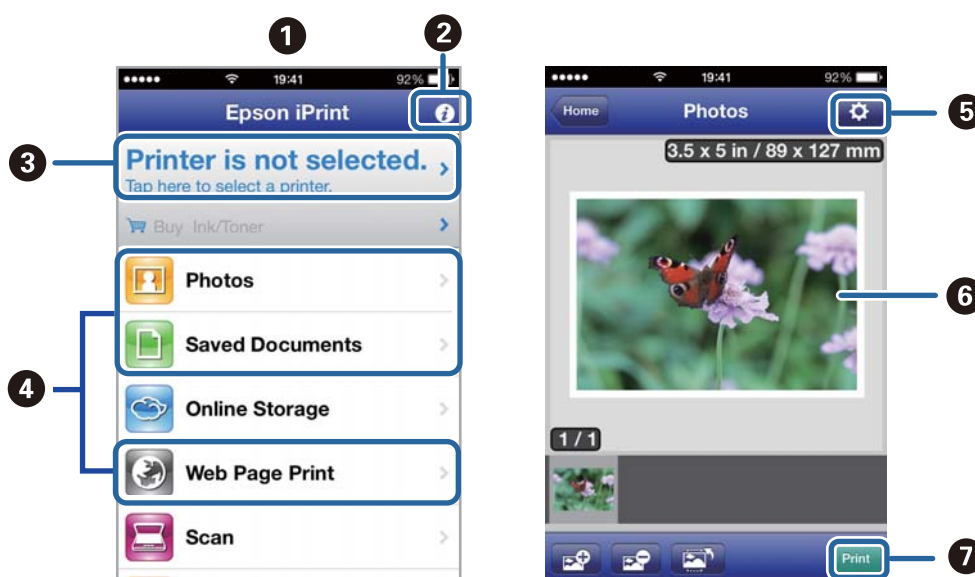 1
2
19:41
92%
Epson iPrint
i
3
Printer is not selected.
Tap here to select a printer.
Buy Ink/Toner
Photos
Saved Documents
4
Online Storage
Web Page Print
Scan
19:41
92%
Home
Photos
5
3.5 x 5 in / 89 x 127 mm
6
1 / 1
Print
7